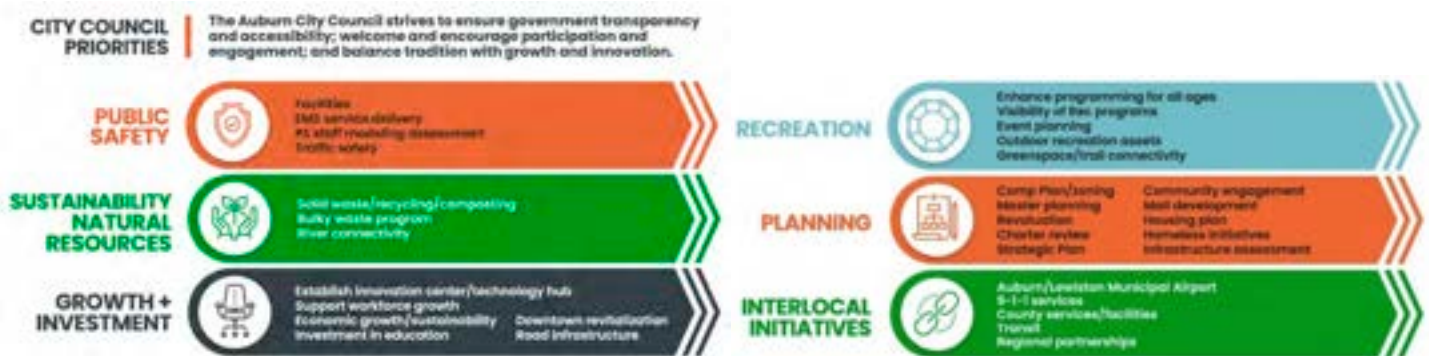 CITY COUNCIL
PRIORITIES
The Auburn City Council strives to ensure government transparency
and accessibility; welcome and encourage participation and
engagement; and balance tradition with growth and innovation.
PUBLIC
SAFETY
Facilities
EMS service delivery
PS staff modeling assessment
Traffic safety
SUSTAINABILITY
NATURAL
RESOURCES
Solid waste/recycling/composting
Bulky waste program
River connectivity
GROWTH +
INVESTMENT
Establish innovation center/technology hub
Support workforce growth
Economic growth/sustainability
Investment in education
Downtown revitalization
Road infrastructure
RECREATION
Enhance programming for all ages
Visibility of Rec. programs
Event planning
Outdoor recreation assets
Greenspace/trail connectivity
PLANNING
Comp Plan/zoning
Master planning
Revaluation
Charter review
Strategic Plan
Community engagement
Mall development
Housing plan
Homeless initiatives
Infrastructure assessment
INTERLOCAL
INITIATIVES
Auburn/Lewiston Municipal Airport
9-1-1 services
County services/facilities
Transit
Regional partnerships